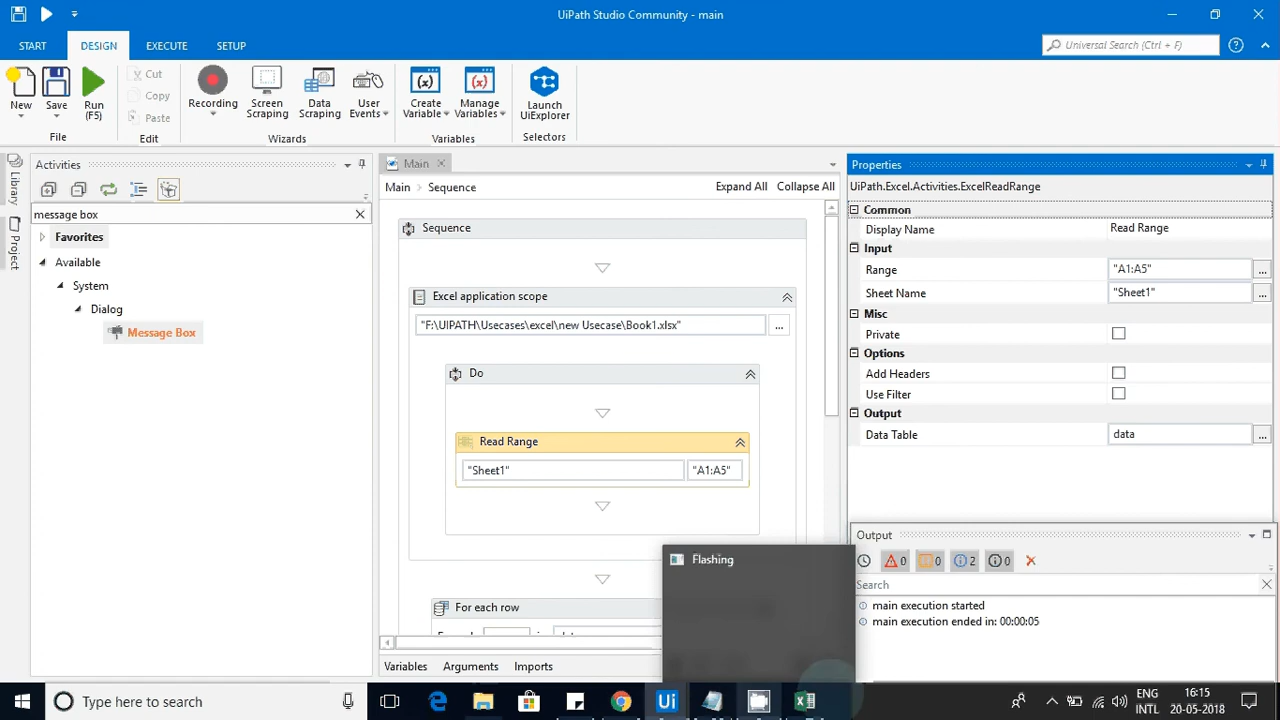 UiPath Studio Community - main
START DESIGN EXECUTE SETUP
Universal Search (Ctrl + F)
New Save Run (F5)
Cut
Copy
Paste
Recording Screen Scraping Data Scraping User Events
Create Variable Manage Variables
Launch UiExplorer
File Edit Wizards Variables Selectors
Library
Project
Activities
message box
Favorites
Available
System
Dialog
Message Box
Main
Main > Sequence Expand All Collapse All
Sequence
Excel application scope
"F:\UIPATH\Usecases\excel\new Usecase\Book1.xlsx" ...
Do
Read Range
"Sheet1" "A1:A5"
For each row
Variables Arguments Imports
Properties
UiPath.Excel.Activities.ExcelReadRange
Common
Display Name Read Range
Input
Range "A1:A5" ...
Sheet Name "Sheet1" ...
Misc
Private
Options
Add Headers
Use Filter
Output
Data Table data ...
Output
0 0 2 0
Search
main execution started
main execution ended in: 00:00:05
Flashing
Type here to search
Ui
ENG
INTL
16:15
20-05-2018